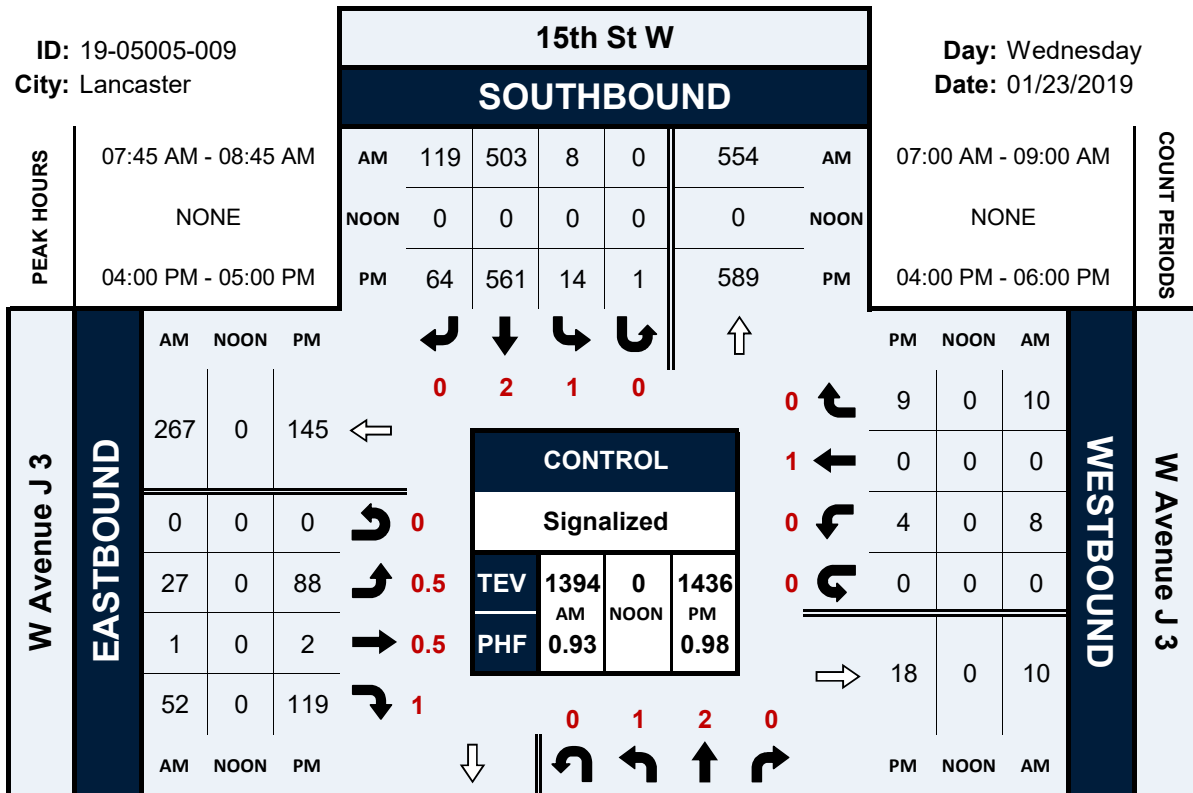 ID: 19-05005-009
City: Lancaster
15th St W
SOUTHBOUND
Day: Wednesday
Date: 01/23/2019
PEAK HOURS
07:45 AM - 08:45 AM
NONE
04:00 PM - 05:00 PM
AM 119 503 8 0 554 AM
NOON 0 0 0 0 0 NOON
PM 64 561 14 1 589 PM
07:00 AM - 09:00 AM
NONE
04:00 PM - 06:00 PM
COUNT PERIODS
0 2 1 0
W Avenue J 3
EASTBOUND
AM NOON PM
267 0 145
0 0 0 0
27 0 88 0.5
1 0 2 0.5
52 0 119 1
AM NOON PM
CONTROL
Signalized
TEV 1394 0 1436
AM NOON PM
PHF 0.93 0.98
PM NOON AM
0 9 0 10
1 0 0 0
0 4 0 8
0 0 0 0
18 0 10
PM NOON AM
WESTBOUND
W Avenue J 3
0 1 2 0